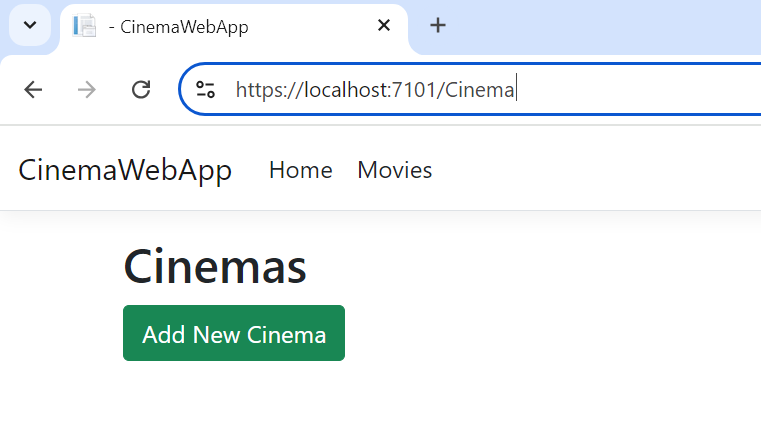 - CinemaWebApp
https://localhost:7101/Cinema
CinemaWebApp Home Movies
Cinemas
Add New Cinema